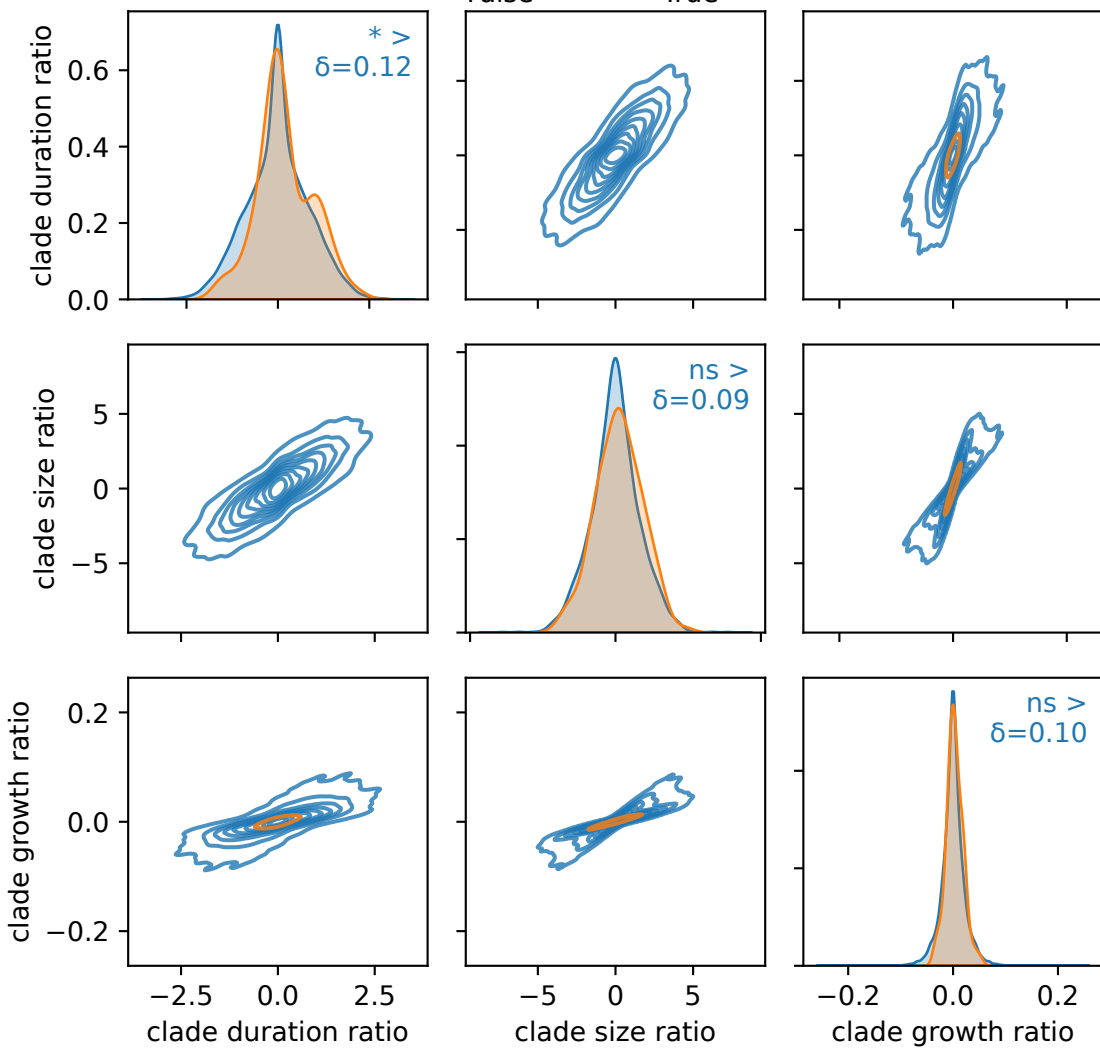 clade duration ratio
0.6
0.4
0.2
0.0
* >
δ=0.12
clade size ratio
5
0
−5
ns >
δ=0.09
clade growth ratio
0.2
0.0
−0.2
ns >
δ=0.10
−2.5 0.0 2.5
−5 0 5
−0.2 0.0 0.2
clade duration ratio
clade size ratio
clade growth ratio